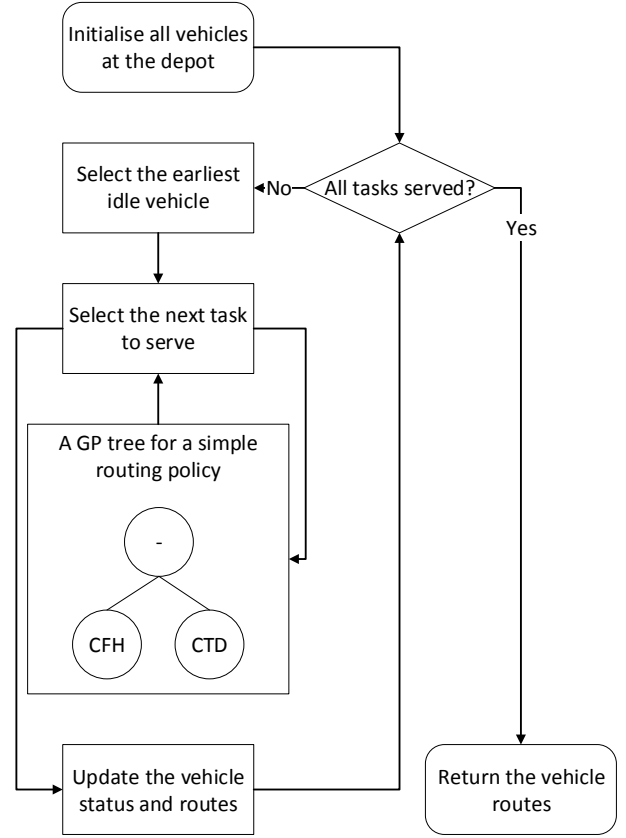 Initialise all vehicles
at the depot
Select the earliest
idle vehicle
No
All tasks served?
Yes
Select the next task
to serve
A GP tree for a simple
routing policy
-
CFH
CTD
Update the vehicle
status and routes
Return the vehicle
routes